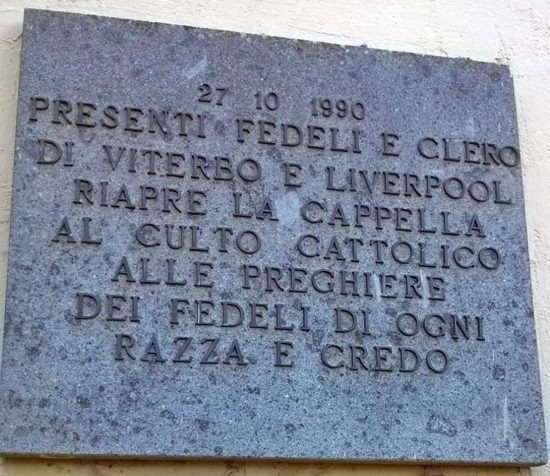 27 10 1990
PRESENTI FEDELI E CLERO
DI VITERBO E LIVERPOOL
RIAPRE LA CAPPELLA
AL CULTO CATTOLICO
ALLE PREGHIERE
DEI FEDELI DI OGNI
RAZZA E CREDO